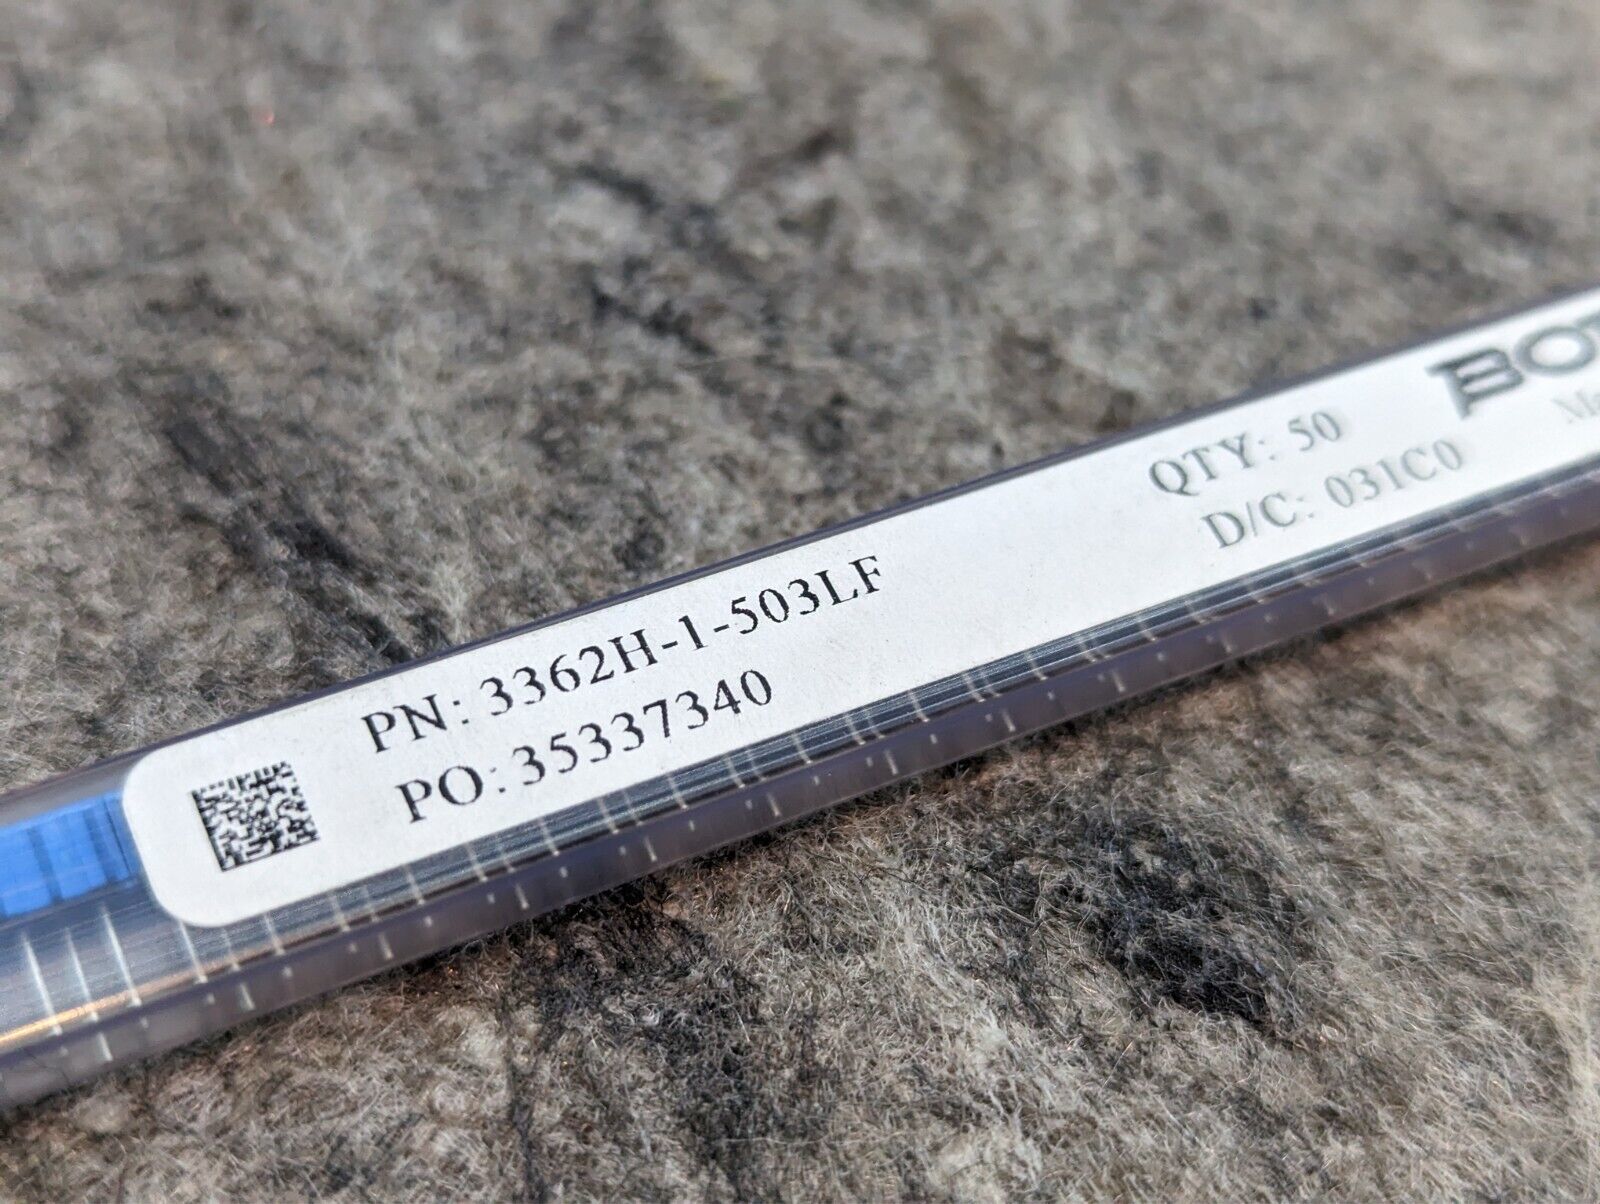 PN: 3362H-1-503LF
PO: 35337340
QTY: 50
D/C: 031C0